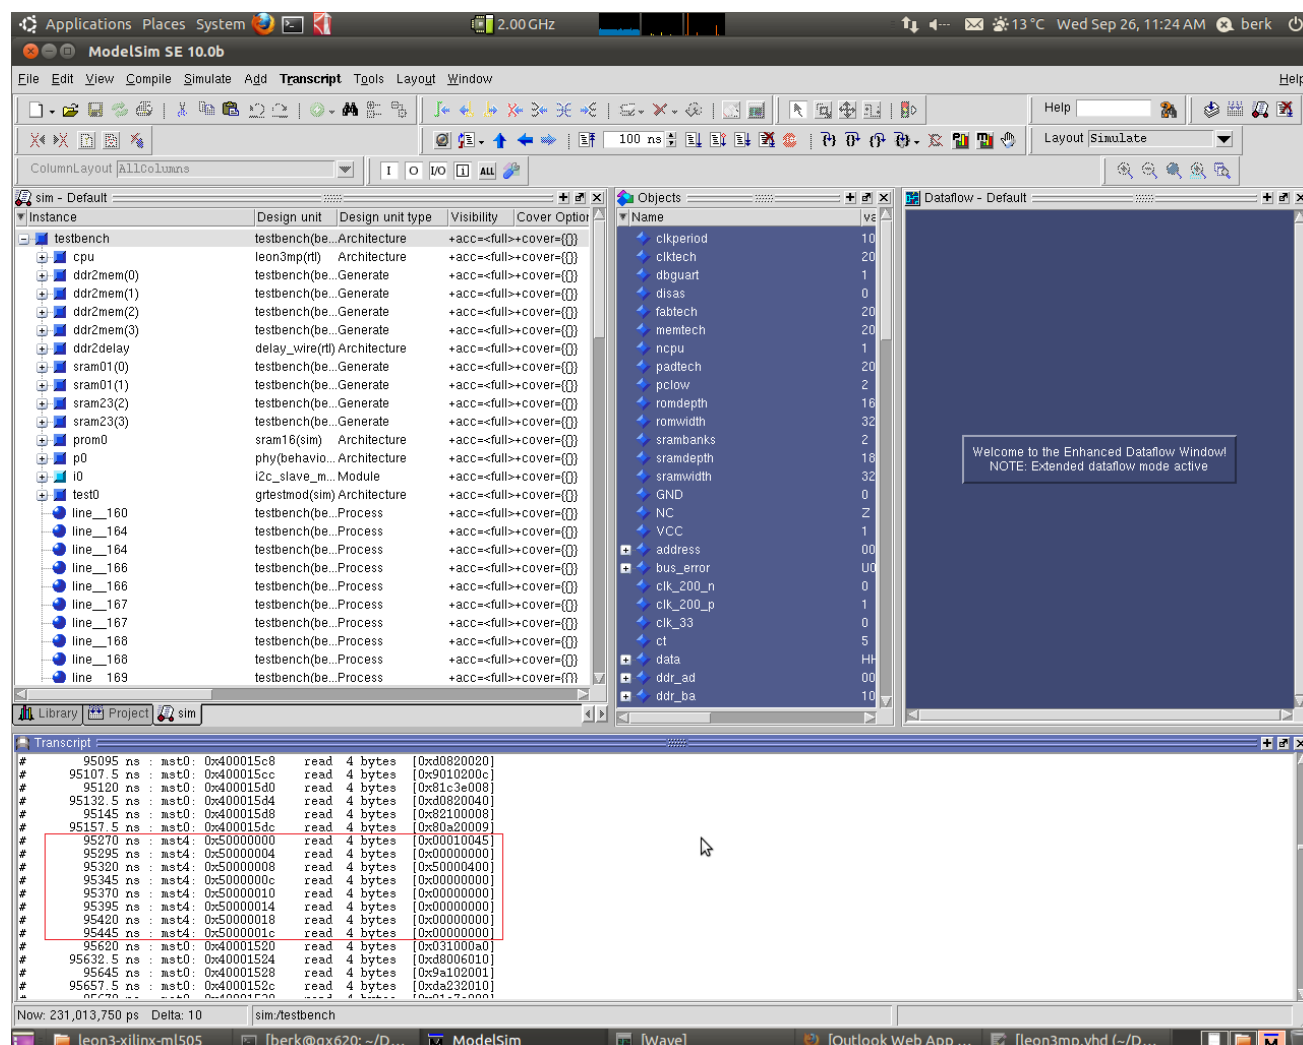 Applications Places System 2.00 GHz 13 °C Wed Sep 26, 11:24 AM berk
ModelSim SE 10.0b
File Edit View Compile Simulate Add Transcript Tools Layout Window Help
Help
100 ns Layout Simulate
ColumnLayout AllColumns I O I/O ALL
sim - Default
Instance Design unit Design unit type Visibility Cover Option
testbench testbench(be... Architecture +acc=<full>+cover={{}}
cpu leon3mp(rtl) Architecture +acc=<full>+cover={{}}
ddr2mem(0) testbench(be... Generate +acc=<full>+cover={{}}
ddr2mem(1) testbench(be... Generate +acc=<full>+cover={{}}
ddr2mem(2) testbench(be... Generate +acc=<full>+cover={{}}
ddr2mem(3) testbench(be... Generate +acc=<full>+cover={{}}
ddr2delay delay_wire(rtl) Architecture +acc=<full>+cover={{}}
sram01(0) testbench(be... Generate +acc=<full>+cover={{}}
sram01(1) testbench(be... Generate +acc=<full>+cover={{}}
sram23(2) testbench(be... Generate +acc=<full>+cover={{}}
sram23(3) testbench(be... Generate +acc=<full>+cover={{}}
prom0 sram16(sim) Architecture +acc=<full>+cover={{}}
p0 phy(behavio... Architecture +acc=<full>+cover={{}}
i0 i2c_slave_m... Module +acc=<full>+cover={{}}
test0 grtestmod(sim) Architecture +acc=<full>+cover={{}}
line__160 testbench(be... Process +acc=<full>+cover={{}}
line__164 testbench(be... Process +acc=<full>+cover={{}}
line__164 testbench(be... Process +acc=<full>+cover={{}}
line__166 testbench(be... Process +acc=<full>+cover={{}}
line__166 testbench(be... Process +acc=<full>+cover={{}}
line__167 testbench(be... Process +acc=<full>+cover={{}}
line__167 testbench(be... Process +acc=<full>+cover={{}}
line__168 testbench(be... Process +acc=<full>+cover={{}}
line__168 testbench(be... Process +acc=<full>+cover={{}}
line__169 testbench(be... Process +acc=<full>+cover={{}}
Library Project sim
Objects
Name va
clkperiod 10
clktech 20
dbguart 1
disas 0
fabtech 20
memtech 20
ncpu 1
padtech 20
pclow 2
romdepth 16
romwidth 32
srambanks 2
sramdepth 18
sramwidth 32
GND 0
NC Z
VCC 1
address 00
bus_error U0
clk_200_n 0
clk_200_p 1
clk_33 0
ct 5
data HH
ddr_ad 00
ddr_ba 10
Dataflow - Default
Welcome to the Enhanced Dataflow Window!
NOTE: Extended dataflow mode active
Transcript
# 95095 ns : mst0: 0x400015c8 read 4 bytes [0xd0820020]
# 95107.5 ns : mst0: 0x400015cc read 4 bytes [0x9010200c]
# 95120 ns : mst0: 0x400015d0 read 4 bytes [0x81c3e008]
# 95132.5 ns : mst0: 0x400015d4 read 4 bytes [0xd0820040]
# 95145 ns : mst0: 0x400015d8 read 4 bytes [0x82100008]
# 95157.5 ns : mst0: 0x400015dc read 4 bytes [0x80a20009]
# 95270 ns : mst4: 0x50000000 read 4 bytes [0x00010045]
# 95295 ns : mst4: 0x50000004 read 4 bytes [0x00000000]
# 95320 ns : mst4: 0x50000008 read 4 bytes [0x50000400]
# 95345 ns : mst4: 0x5000000c read 4 bytes [0x00000000]
# 95370 ns : mst4: 0x50000010 read 4 bytes [0x00000000]
# 95395 ns : mst4: 0x50000014 read 4 bytes [0x00000000]
# 95420 ns : mst4: 0x50000018 read 4 bytes [0x00000000]
# 95445 ns : mst4: 0x5000001c read 4 bytes [0x00000000]
# 95620 ns : mst0: 0x40001520 read 4 bytes [0x031000a0]
# 95632.5 ns : mst0: 0x40001524 read 4 bytes [0xd8006010]
# 95645 ns : mst0: 0x40001528 read 4 bytes [0x9a102001]
# 95657.5 ns : mst0: 0x4000152c read 4 bytes [0xda232010]
Now: 231,013,750 ps Delta: 10 sim:/testbench
leon3-xilinx-ml505 [berk@gx620: ~/D... ModelSim [Wave] [Outlook Web App ... [leon3mp.vhd (~/D...